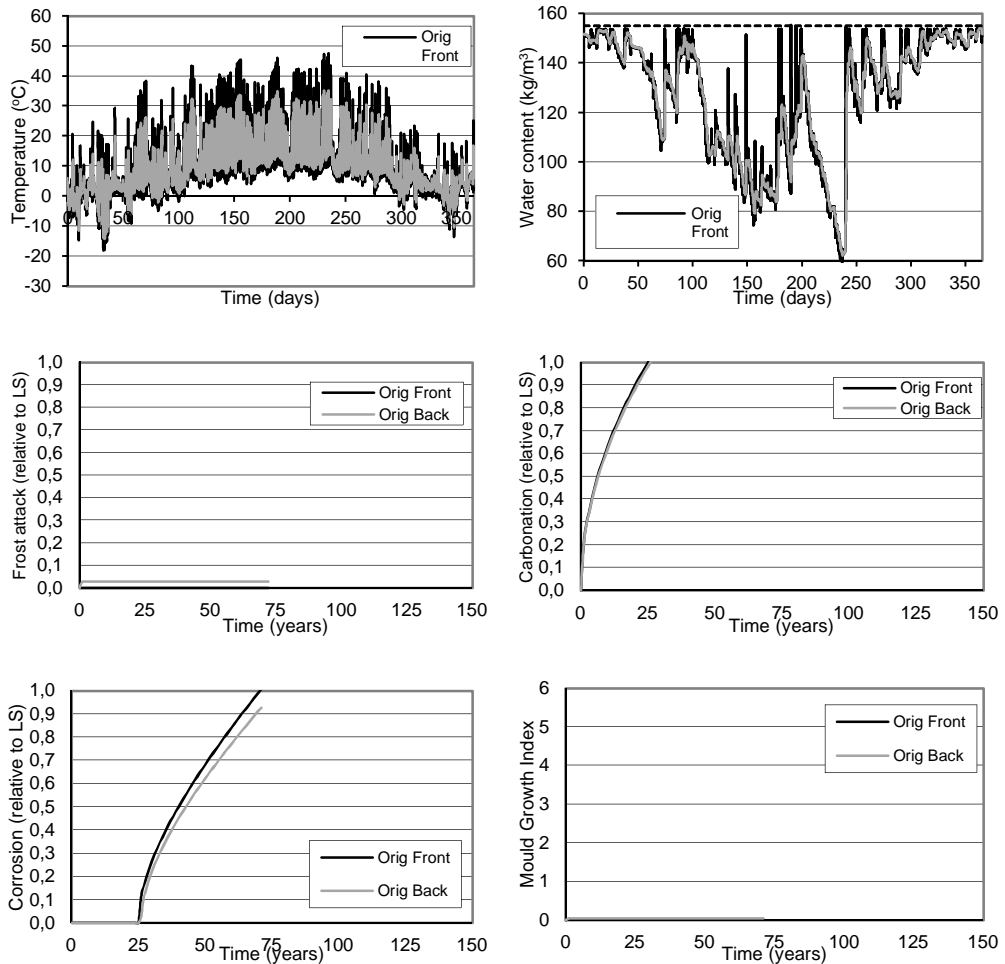 60
50
40
30
20
10
0
-10
-20
-30
Temperature (ºC)
0 50 100 150 200 250 300 350
Time (days)
Orig
Front
160
140
120
100
80
60
Water content (kg/m³)
0 50 100 150 200 250 300 350
Time (days)
Orig
Front
1,0
0,9
0,8
0,7
0,6
0,5
0,4
0,3
0,2
0,1
0,0
Frost attack (relative to LS)
0 25 50 75 100 125 150
Time (years)
Orig Front
Orig Back
1,0
0,9
0,8
0,7
0,6
0,5
0,4
0,3
0,2
0,1
0,0
Carbonation (relative to LS)
0 25 50 75 100 125 150
Time (years)
Orig Front
Orig Back
1,0
0,9
0,8
0,7
0,6
0,5
0,4
0,3
0,2
0,1
0,0
Corrosion (relative to LS)
0 25 50 75 100 125 150
Time (years)
Orig Front
Orig Back
6
5
4
3
2
1
0
Mould Growth Index
0 25 50 75 100 125 150
Time (years)
Orig Front
Orig Back